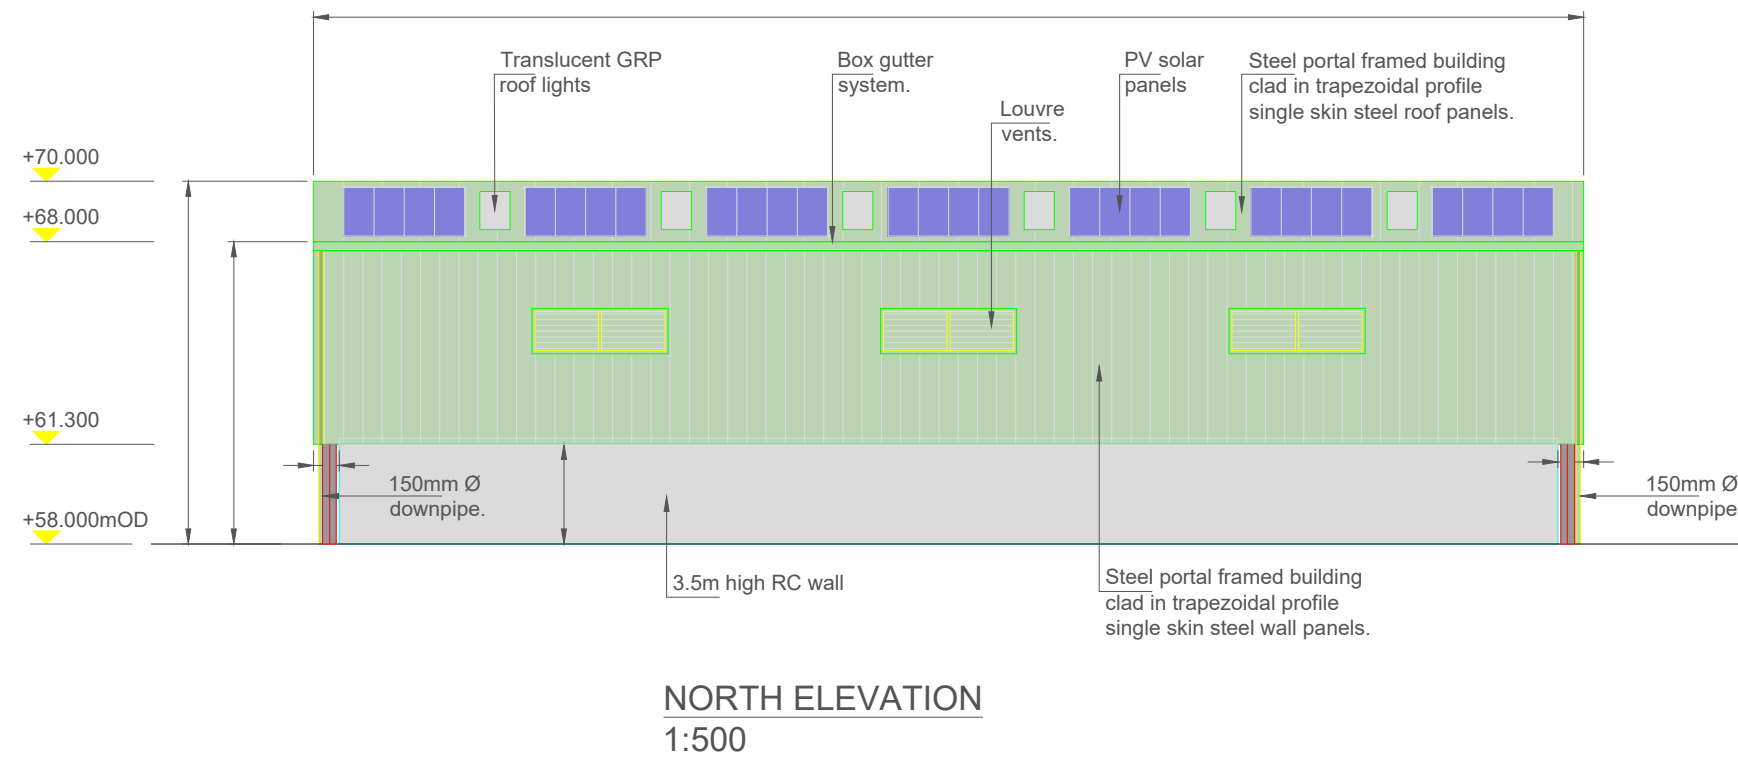 Translucent GRP
roof lights
Box gutter
system.
Louvre
vents.
PV solar
panels
Steel portal framed building
clad in trapezoidal profile
single skin steel roof panels.
+70.000
+68.000
+61.300
+58.000mOD
150mm Ø
downpipe.
150mm Ø
downpipe
3.5m high RC wall
Steel portal framed building
clad in trapezoidal profile
single skin steel wall panels.
NORTH ELEVATION
1:500